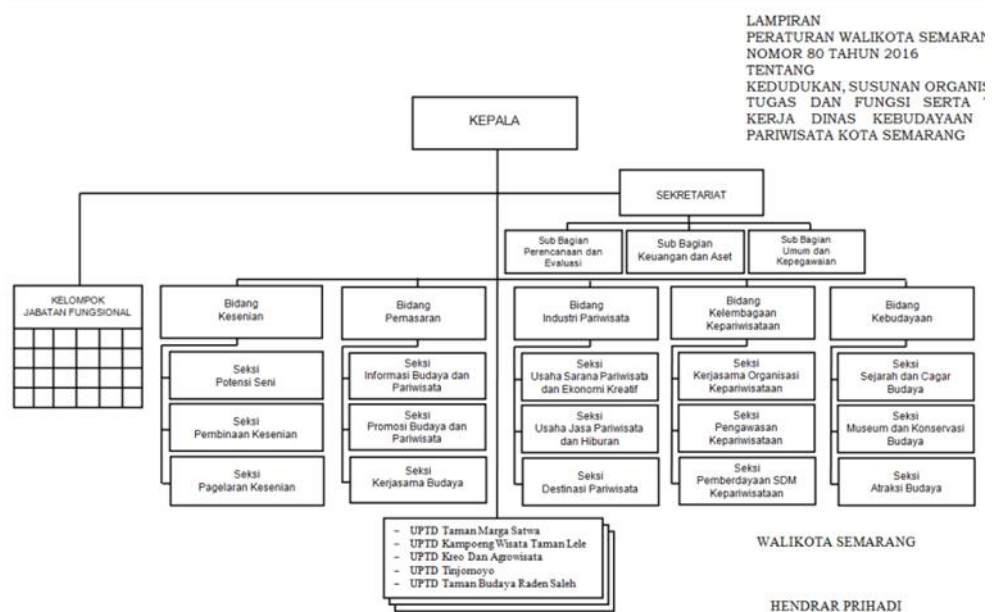 LAMPIRAN
PERATURAN WALIKOTA SEMARAN
NOMOR 80 TAHUN 2016
TENTANG
KEDUDUKAN, SUSUNAN ORGANIS
TUGAS DAN FUNGSI SERTA
KERJA DINAS KEBUDAYAAN
PARIWISATA KOTA SEMARANG
KEPALA
SEKRETARIAT
Sub Bagian
Perencanaan dan
Evaluasi
Sub Bagian
Keuangan dan Aset
Sub Bagian
Umum dan
Kepegawaian
KELOMPOK
JABATAN FUNGSIONAL
Bidang
Kesenian
Seksi
Potensi Seni
Seksi
Pembinaan Kesenian
Seksi
Pagelaran Kesenian
Bidang
Pemasaran
Seksi
Informasi Budaya dan
Pariwisata
Seksi
Promosi Budaya dan
Pariwisata
Seksi
Kerjasama Budaya
Bidang
Industri Pariwisata
Seksi
Usaha Sarana Pariwisata
dan Ekonomi Kreatif
Seksi
Usaha Jasa Pariwisata
dan Hiburan
Seksi
Destinasi Pariwisata
Bidang
Kelembagaan
Kepariwisataan
Seksi
Kerjasama Organisasi
Kepariwisataan
Seksi
Pengawasan
Kepariwisataan
Seksi
Pemberdayaan SDM
Kepariwisataan
Bidang
Kebudayaan
Seksi
Sejarah dan Cagar
Budaya
Seksi
Museum dan Konservasi
Budaya
Seksi
Atraksi Budaya
– UPTD Taman Marga Satwa
– UPTD Kampoeng Wisata Taman Lele
– UPTD Kreo Dan Agrowisata
– UPTD Tinjomoyo
– UPTD Taman Budaya Raden Saleh
WALIKOTA SEMARANG
HENDRAR PRIHADI